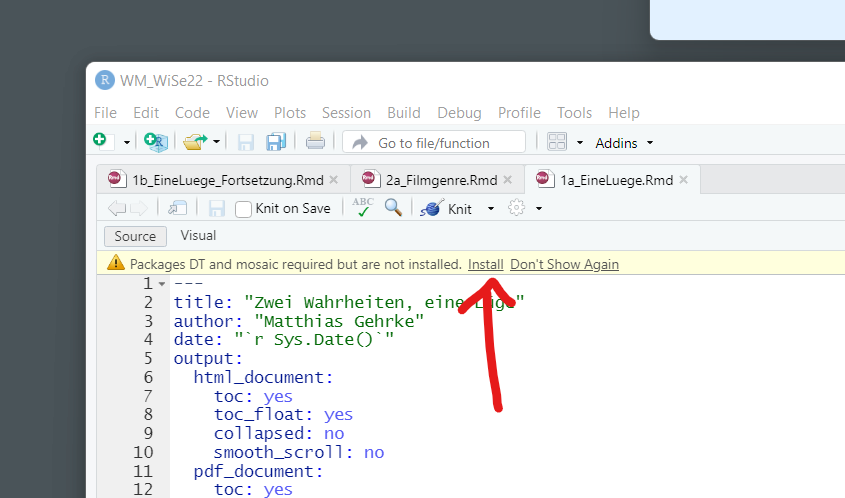 R WM_WiSe22 - RStudio
File Edit Code View Plots Session Build Debug Profile Tools Help
Go to file/function Addins
Rmd 1b_EineLuege_Fortsetzung.Rmd Rmd 2a_Filmgenre.Rmd Rmd 1a_EineLuege.Rmd
Knit on Save ABC Knit
Source Visual
Packages DT and mosaic required but are not installed. Install Don't Show Again
1 ---
2 title: "Zwei Wahrheiten, eine Lüge"
3 author: "Matthias Gehrke"
4 date: "`r Sys.Date()`"
5 output:
6 html_document:
7 toc: yes
8 toc_float: yes
9 collapsed: no
10 smooth_scroll: no
11 pdf_document:
12 toc: yes